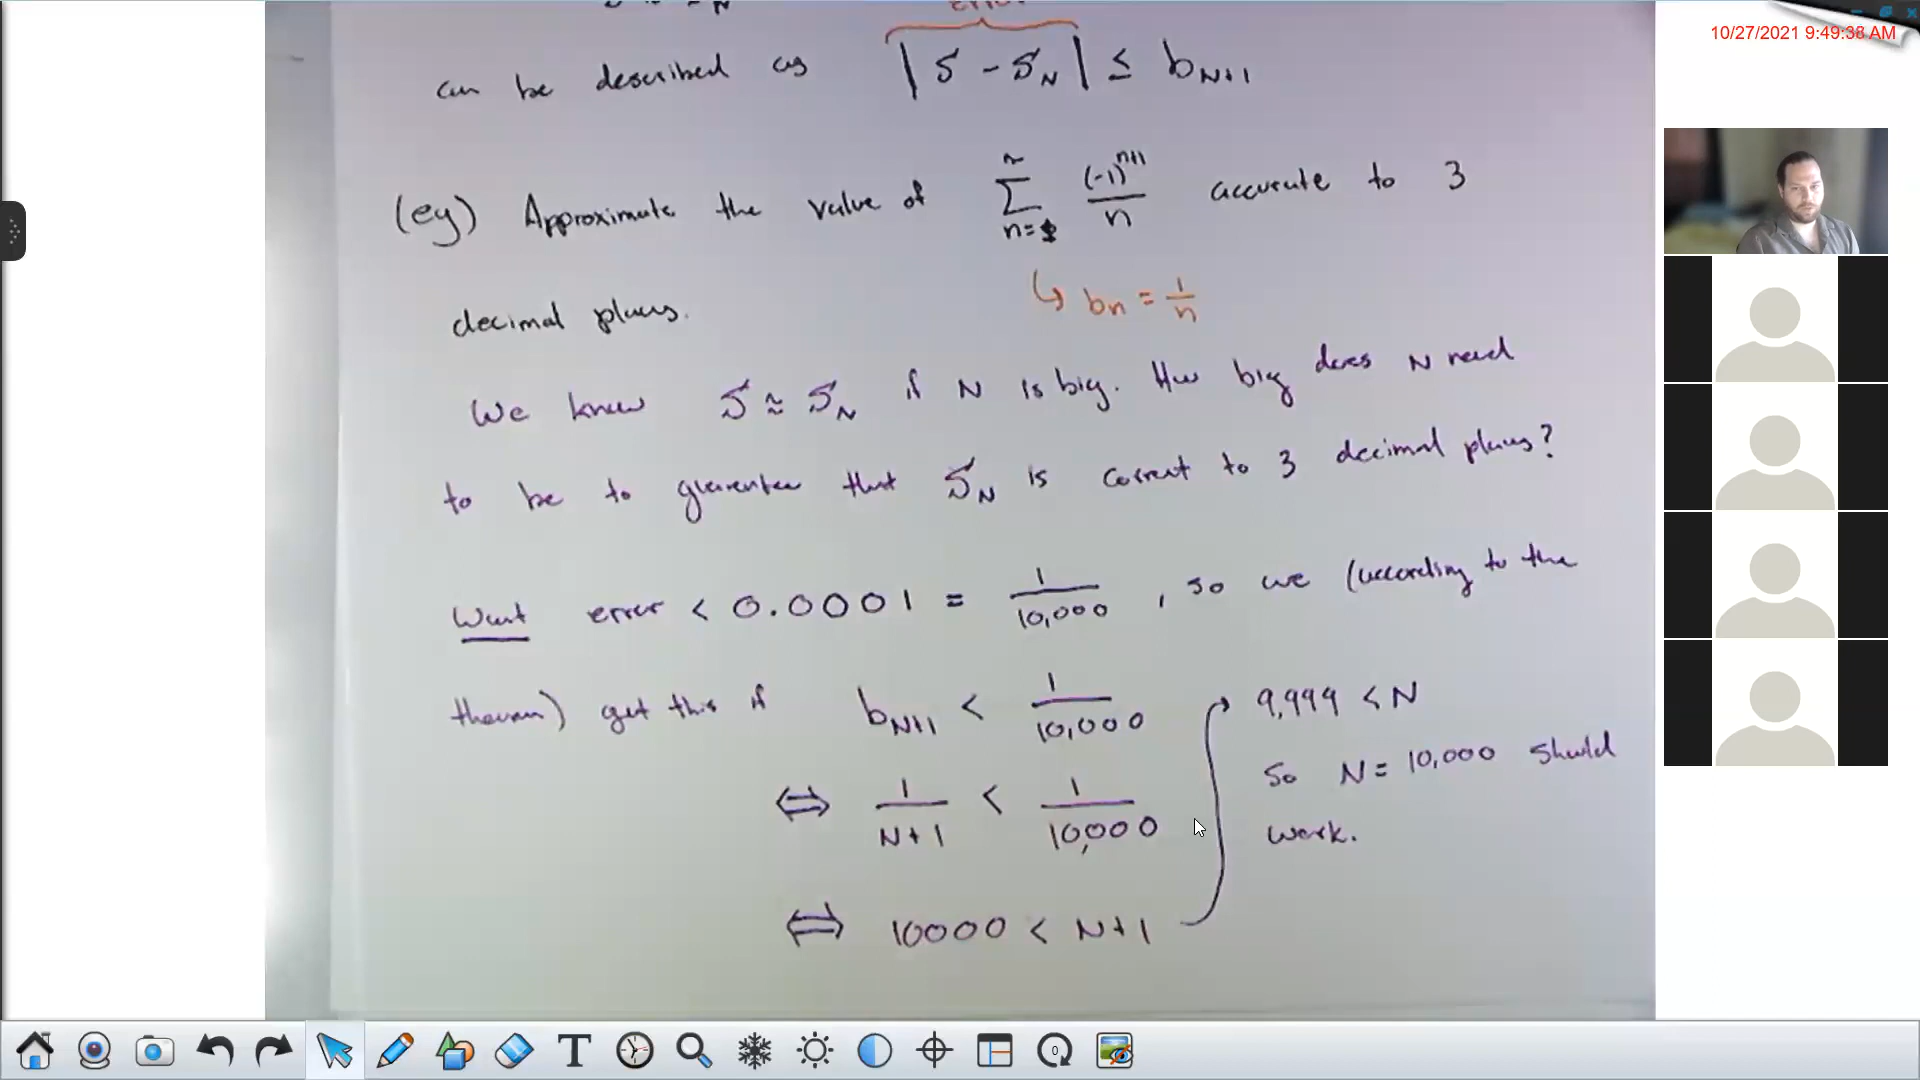 10/27/2021 9:49:38 AM
can be described as |S - S_N| ≤ b_{N+1}
(eg) Approximate the value of ∑_{n=1}^{∞} (-1)^{n+1}/n accurate to 3
decimal places.
↳ b_n = 1/n
We know S ≈ S_N if N is big. How big does N need
to be to guarantee that S_N is correct to 3 decimal places?
Want error < 0.0001 = 1/10,000 , so we (according to the
theorem) get this if b_{N+1} < 1/10,000
⇔ 1/(N+1) < 1/10,000
⇔ 10000 < N+1
→ 9,999 < N
So N = 10,000 should
work.
T
0